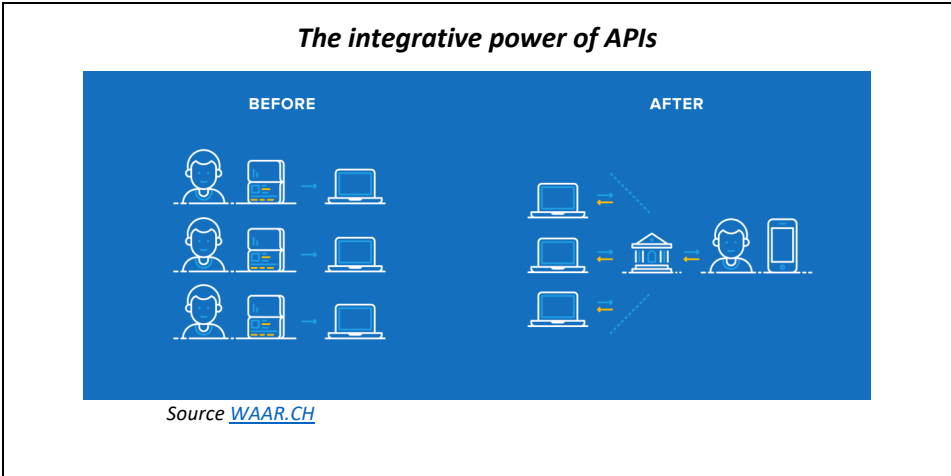 The integrative power of APIs
BEFORE
AFTER
Source WAAR.CH